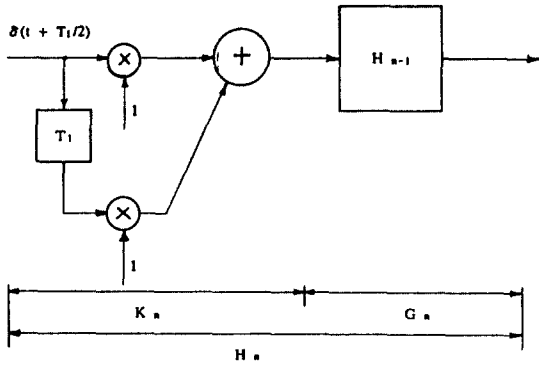 ∂(t + T₁/2)
×
+
H n-1
1
T₁
×
1
K n
G n
H n